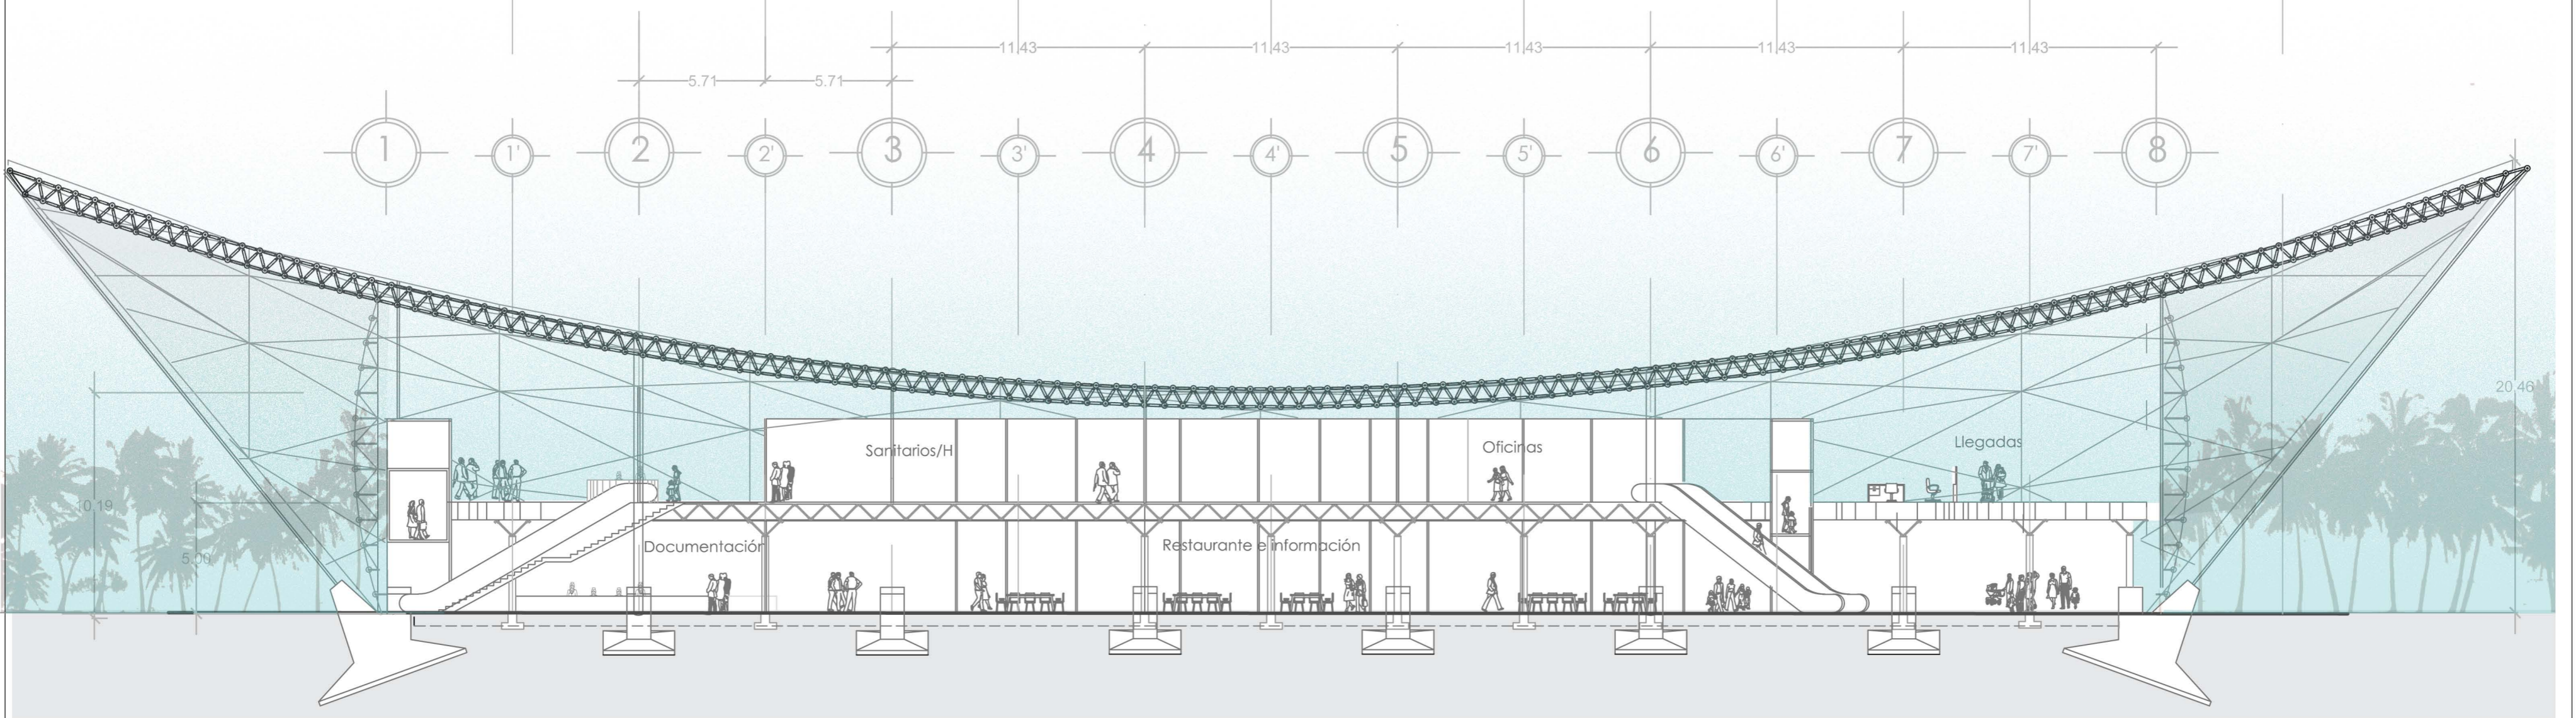 11.43 11.43 11.43 11.43 11.43
5.71 5.71
1 1' 2 2' 3 3' 4 4' 5 5' 6 6' 7 7' 8
20.46
Sanitarios/H Oficinas Llegadas
10.19
Documentación Restaurante e información
5.00